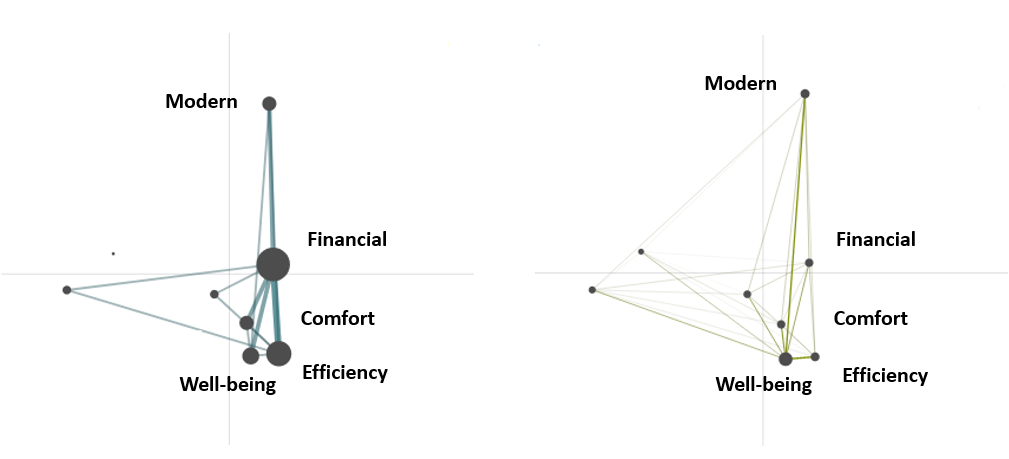 Modern
Financial
Comfort
Efficiency
Well-being
Modern
Financial
Comfort
Efficiency
Well-being